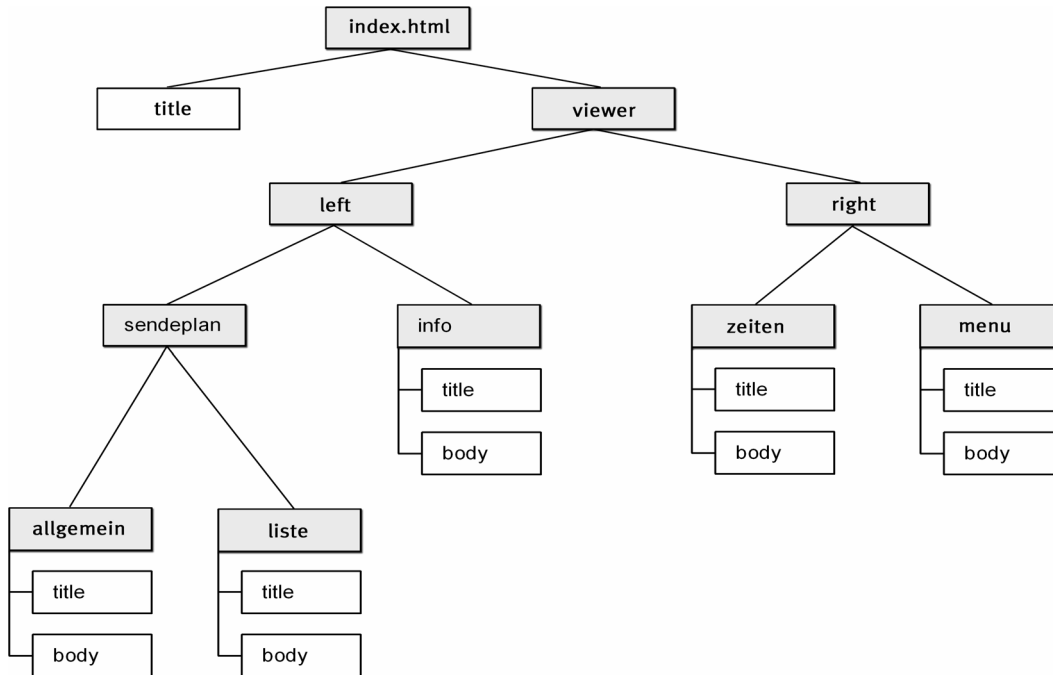 index.html
title
viewer
left
right
sendeplan
info
zeiten
menu
title
title
title
body
body
body
allgemein
liste
title
title
body
body